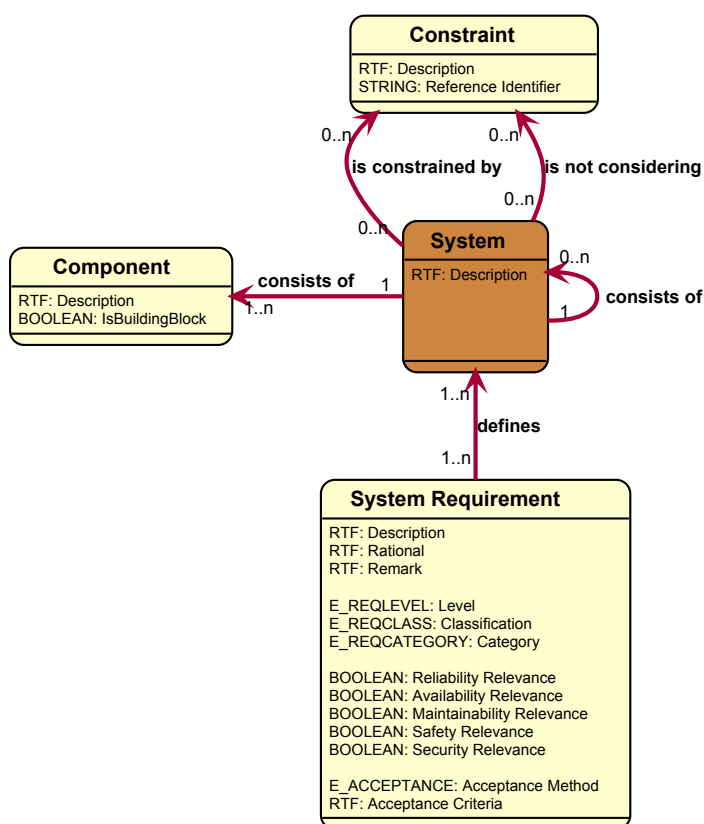 Constraint
RTF: Description
STRING: Reference Identifier
0..n
0..n
is constrained by
is not considering
0..n
0..n
System
RTF: Description
0..n
1
consists of
Component
RTF: Description
BOOLEAN: IsBuildingBlock
consists of
1
1..n
1..n
defines
1..n
System Requirement
RTF: Description
RTF: Rational
RTF: Remark
E_REQLEVEL: Level
E_REQCLASS: Classification
E_REQCATEGORY: Category
BOOLEAN: Reliability Relevance
BOOLEAN: Availability Relevance
BOOLEAN: Maintainability Relevance
BOOLEAN: Safety Relevance
BOOLEAN: Security Relevance
E_ACCEPTANCE: Acceptance Method
RTF: Acceptance Criteria